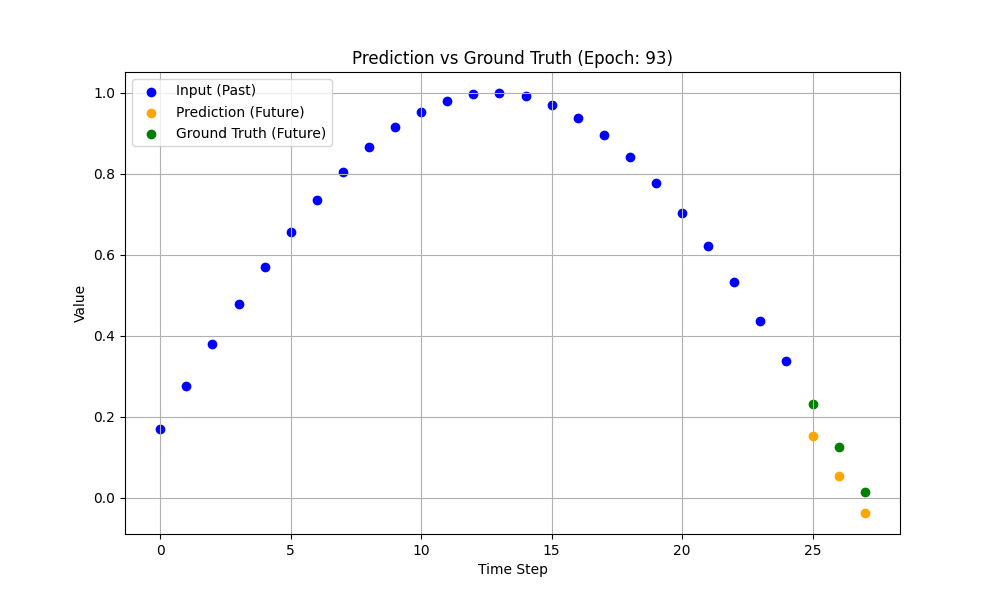 Prediction vs Ground Truth (Epoch: 93)
Input (Past)
Prediction (Future)
Ground Truth (Future)
Value
1.0
0.8
0.6
0.4
0.2
0.0
0 5 10 15 20 25
Time Step